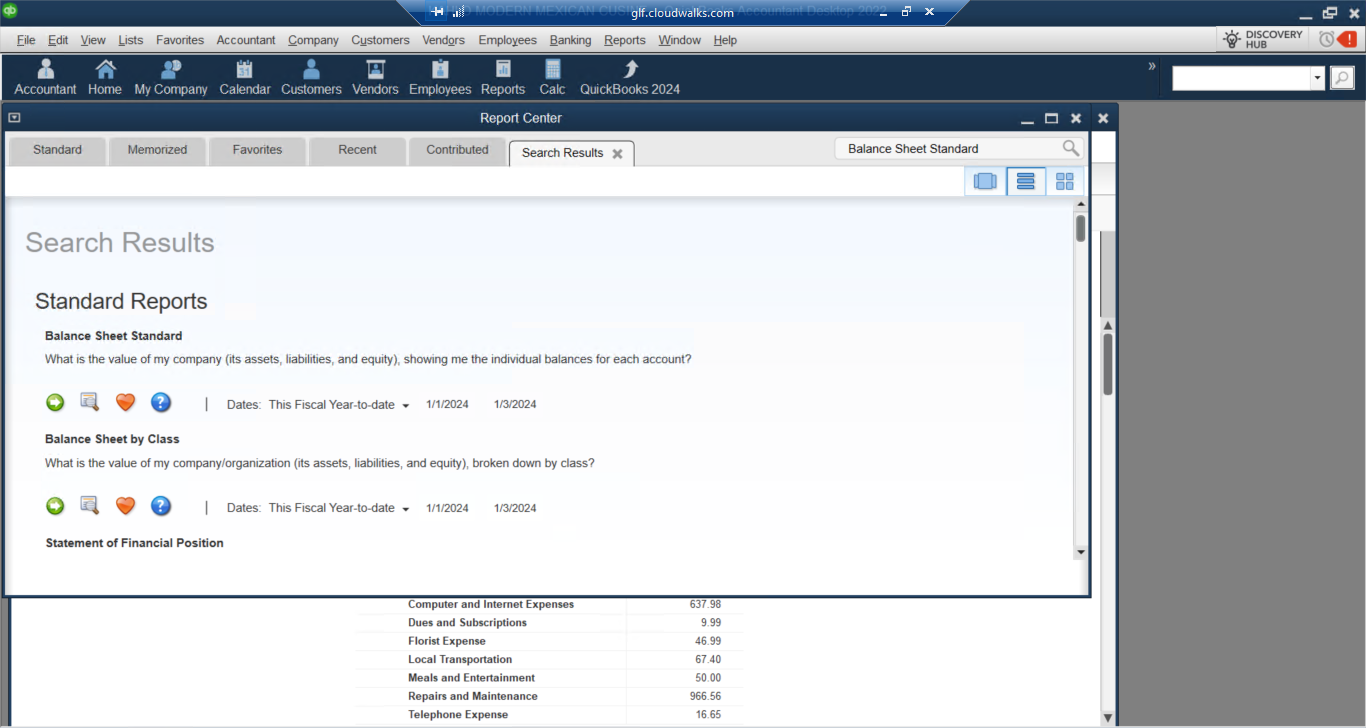 MODERN MEXICAN
Accountant Desktop 2022
glf.cloudwalks.com
File Edit View Lists Favorites Accountant Company Customers Vendors Employees Banking Reports Window Help
DISCOVERY
HUB
Accountant Home My Company Calendar Customers Vendors Employees Reports Calc QuickBooks 2024
Report Center
Standard Memorized Favorites Recent Contributed Search Results Balance Sheet Standard
Search Results
Standard Reports
Balance Sheet Standard
What is the value of my company (its assets, liabilities, and equity), showing me the individual balances for each account?
Dates: This Fiscal Year-to-date 1/1/2024 1/3/2024
Balance Sheet by Class
What is the value of my company/organization (its assets, liabilities, and equity), broken down by class?
Dates: This Fiscal Year-to-date 1/1/2024 1/3/2024
Statement of Financial Position
Computer and Internet Expenses 637.98
Dues and Subscriptions 9.99
Florist Expense 46.99
Local Transportation 67.40
Meals and Entertainment 50.00
Repairs and Maintenance 966.56
Telephone Expense 16.65